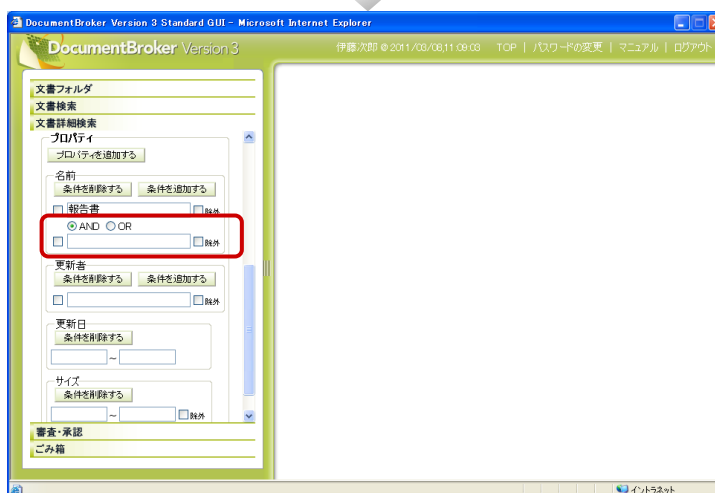 DocumentBroker Version 3 Standard GUI - Microsoft Internet Explorer
DocumentBroker Version 3
伊藤次郎 @ 2011/03/08,11:09:03 TOP | パスワードの変更 | マニュアル | ログアウト
文書フォルダ
文書検索
文書詳細検索
プロパティ
プロパティを追加する
名前
条件を削除する 条件を追加する
報告書 除外
AND OR
除外
更新者
条件を削除する 条件を追加する
除外
更新日
条件を削除する
~
サイズ
条件を削除する
~ 除外
審査・承認
ごみ箱
イントラネット